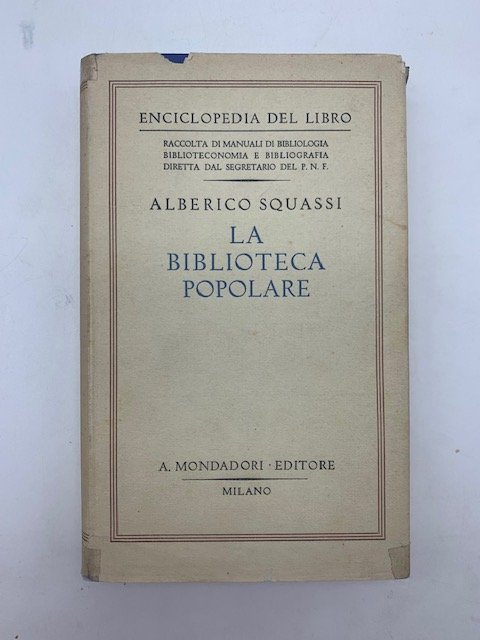 ENCICLOPEDIA DEL LIBRO
RACCOLTA DI MANUALI DI BIBLIOLOGIA
BIBLIOTECONOMIA E BIBLIOGRAFIA
DIRETTA DAL SEGRETARIO DEL P. N. F.
ALBERICO SQUASSI
LA
BIBLIOTECA
POPOLARE
A. MONDADORI · EDITORE
MILANO